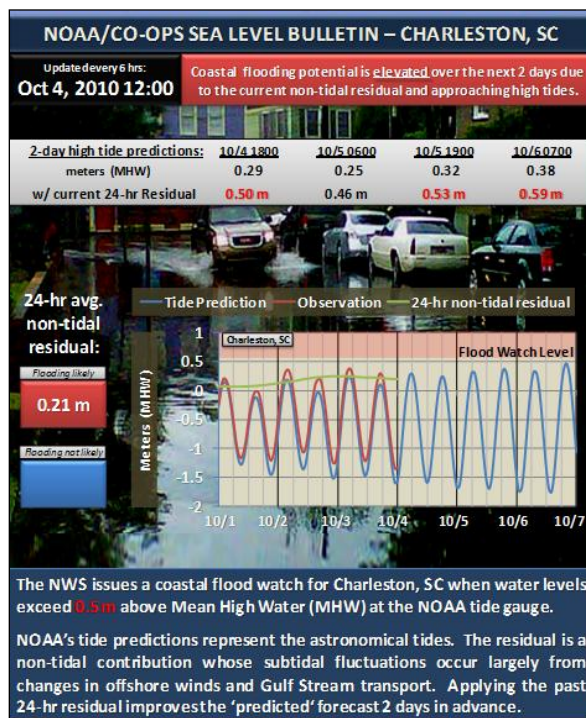 NOAA/CO-OPS SEA LEVEL BULLETIN – CHARLESTON, SC
Updated every 6 hrs:
Oct 4, 2010 12:00
Coastal flooding potential is elevated over the next 2 days due
to the current non-tidal residual and approaching high tides.
2-day high tide predictions: 10/4 1800 10/5 0600 10/5 1900 10/6 0700
meters (MHW) 0.29 0.25 0.32 0.38
w/ current 24-hr Residual 0.50 m 0.46 m 0.53 m 0.59 m
24-hr avg.
non-tidal
residual:
Flooding likely
0.21 m
Flooding not likely
Tide Prediction Observation 24-hr non-tidal residual
Charleston, SC
Flood Watch Level
Meters (MHW)
1
0.5
0
-0.5
-1
-1.5
-2
10/1 10/2 10/3 10/4 10/5 10/6 10/7
The NWS issues a coastal flood watch for Charleston, SC when water levels
exceed 0.5m above Mean High Water (MHW) at the NOAA tide gauge.
NOAA's tide predictions represent the astronomical tides. The residual is a
non-tidal contribution whose subtidal fluctuations occur largely from
changes in offshore winds and Gulf Stream transport. Applying the past
24-hr residual improves the 'predicted' forecast 2 days in advance.